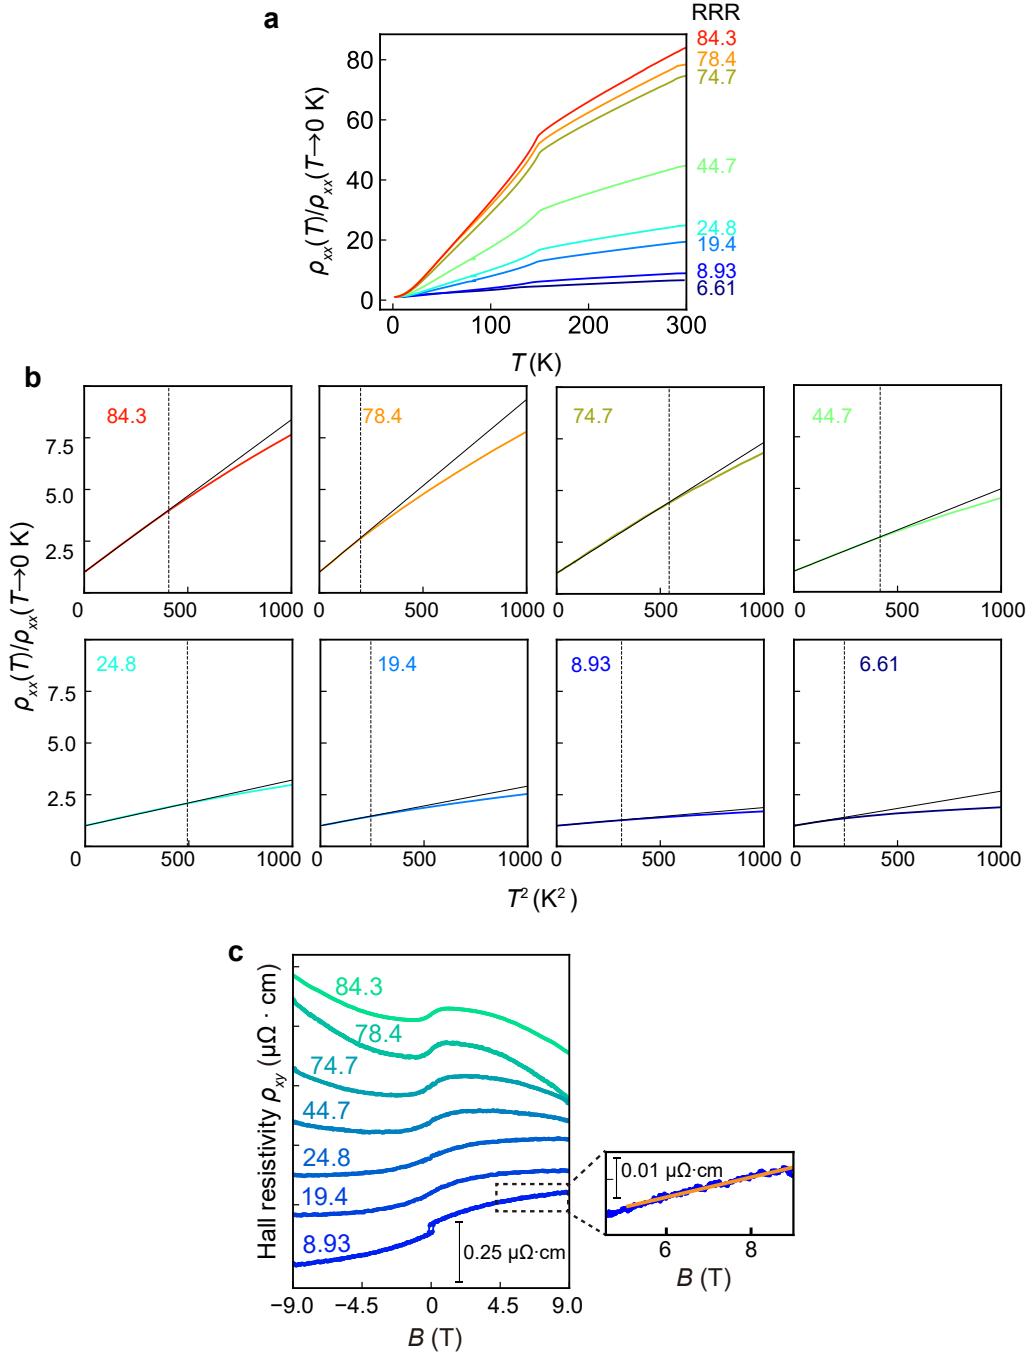 a
RRR
84.3
78.4
74.7
44.7
24.8
19.4
8.93
6.61
80
60
40
20
0
ρxx(T)/ρxx(T→0 K)
0 100 200 300
T (K)
b
ρxx(T)/ρxx(T→0 K)
84.3 78.4 74.7 44.7
7.5
5.0
2.5
0 500 1000 0 500 1000 0 500 1000 0 500 1000
24.8 19.4 8.93 6.61
7.5
5.0
2.5
0 500 1000 0 500 1000 0 500 1000 0 500 1000
T² (K²)
c
Hall resistivity ρxy (μΩ · cm)
84.3
78.4
74.7
44.7
24.8
19.4
8.93
0.25 μΩ·cm
−9.0 −4.5 0 4.5 9.0
B (T)
0.01 μΩ·cm
6 8
B (T)